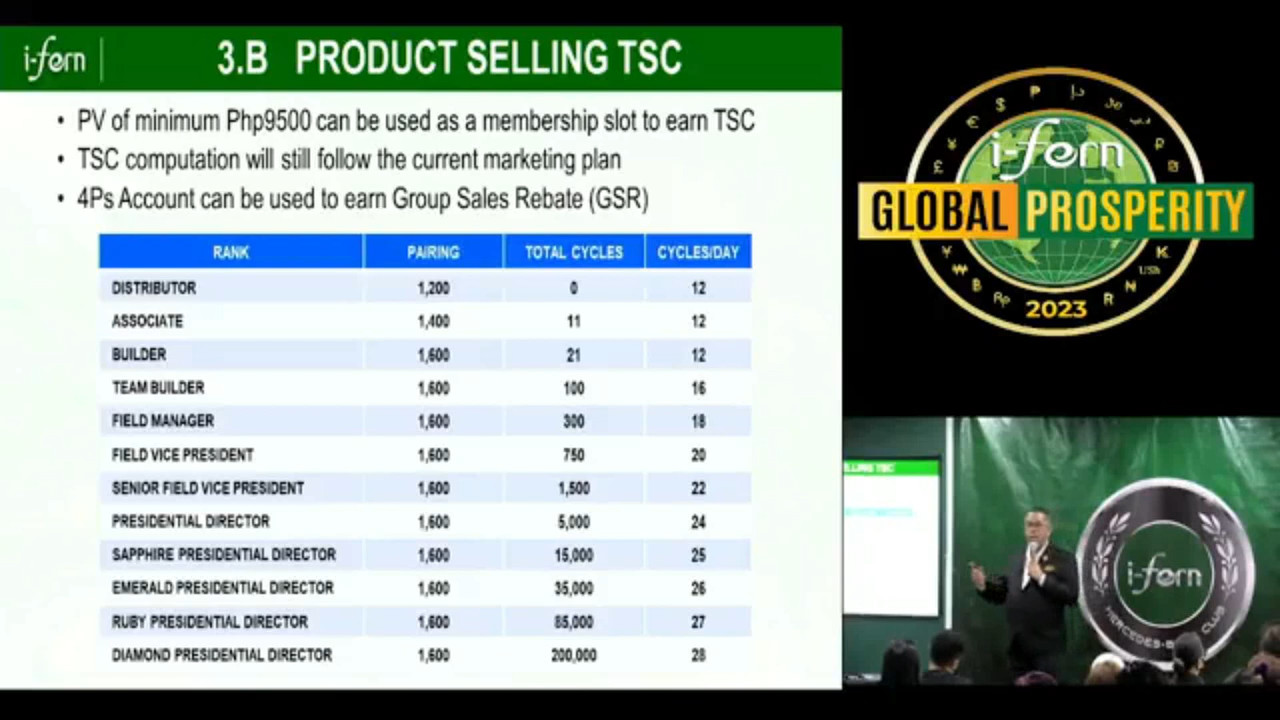 i-fern
3.B PRODUCT SELLING TSC
• PV of minimum Php9500 can be used as a membership slot to earn TSC
• TSC computation will still follow the current marketing plan
• 4Ps Account can be used to earn Group Sales Rebate (GSR)
RANK PAIRING TOTAL CYCLES CYCLES/DAY
DISTRIBUTOR 1,200 0 12
ASSOCIATE 1,400 11 12
BUILDER 1,600 21 12
TEAM BUILDER 1,600 100 16
FIELD MANAGER 1,600 300 18
FIELD VICE PRESIDENT 1,600 750 20
SENIOR FIELD VICE PRESIDENT 1,600 1,500 22
PRESIDENTIAL DIRECTOR 1,600 5,000 24
SAPPHIRE PRESIDENTIAL DIRECTOR 1,600 15,000 25
EMERALD PRESIDENTIAL DIRECTOR 1,600 35,000 26
RUBY PRESIDENTIAL DIRECTOR 1,600 85,000 27
DIAMOND PRESIDENTIAL DIRECTOR 1,600 200,000 28
i-fern
GLOBAL PROSPERITY
2023
ELLING TSC
i-fern
CLUB